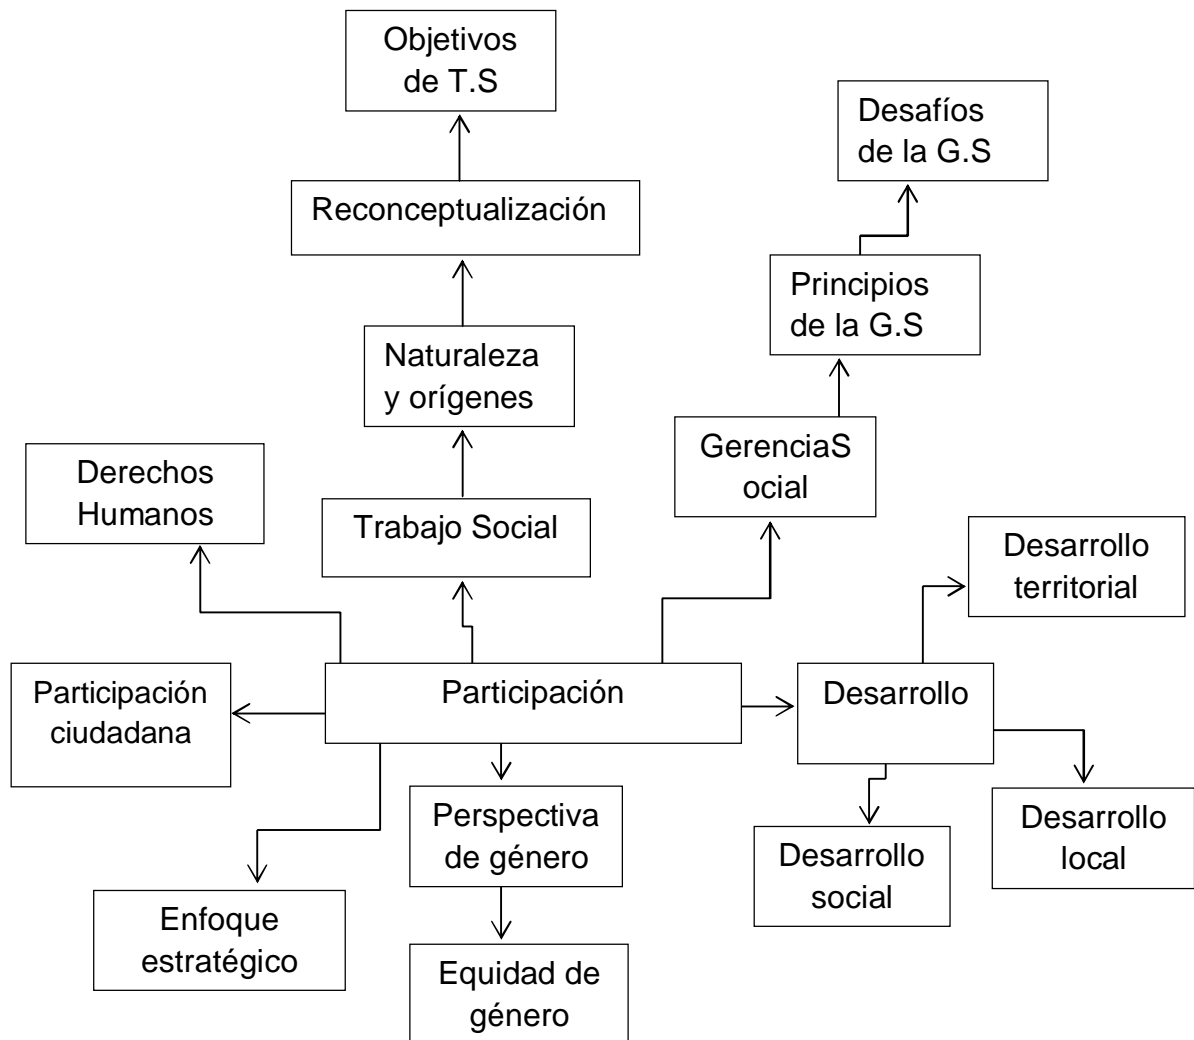 Objetivos
de T.S
Desafíos
de la G.S
Reconceptualización
Principios
de la G.S
Naturaleza
y orígenes
GerenciaS
ocial
Derechos
Humanos
Trabajo Social
Desarrollo
territorial
Participación
ciudadana
Participación
Desarrollo
Perspectiva
de género
Desarrollo
local
Desarrollo
social
Enfoque
estratégico
Equidad de
género